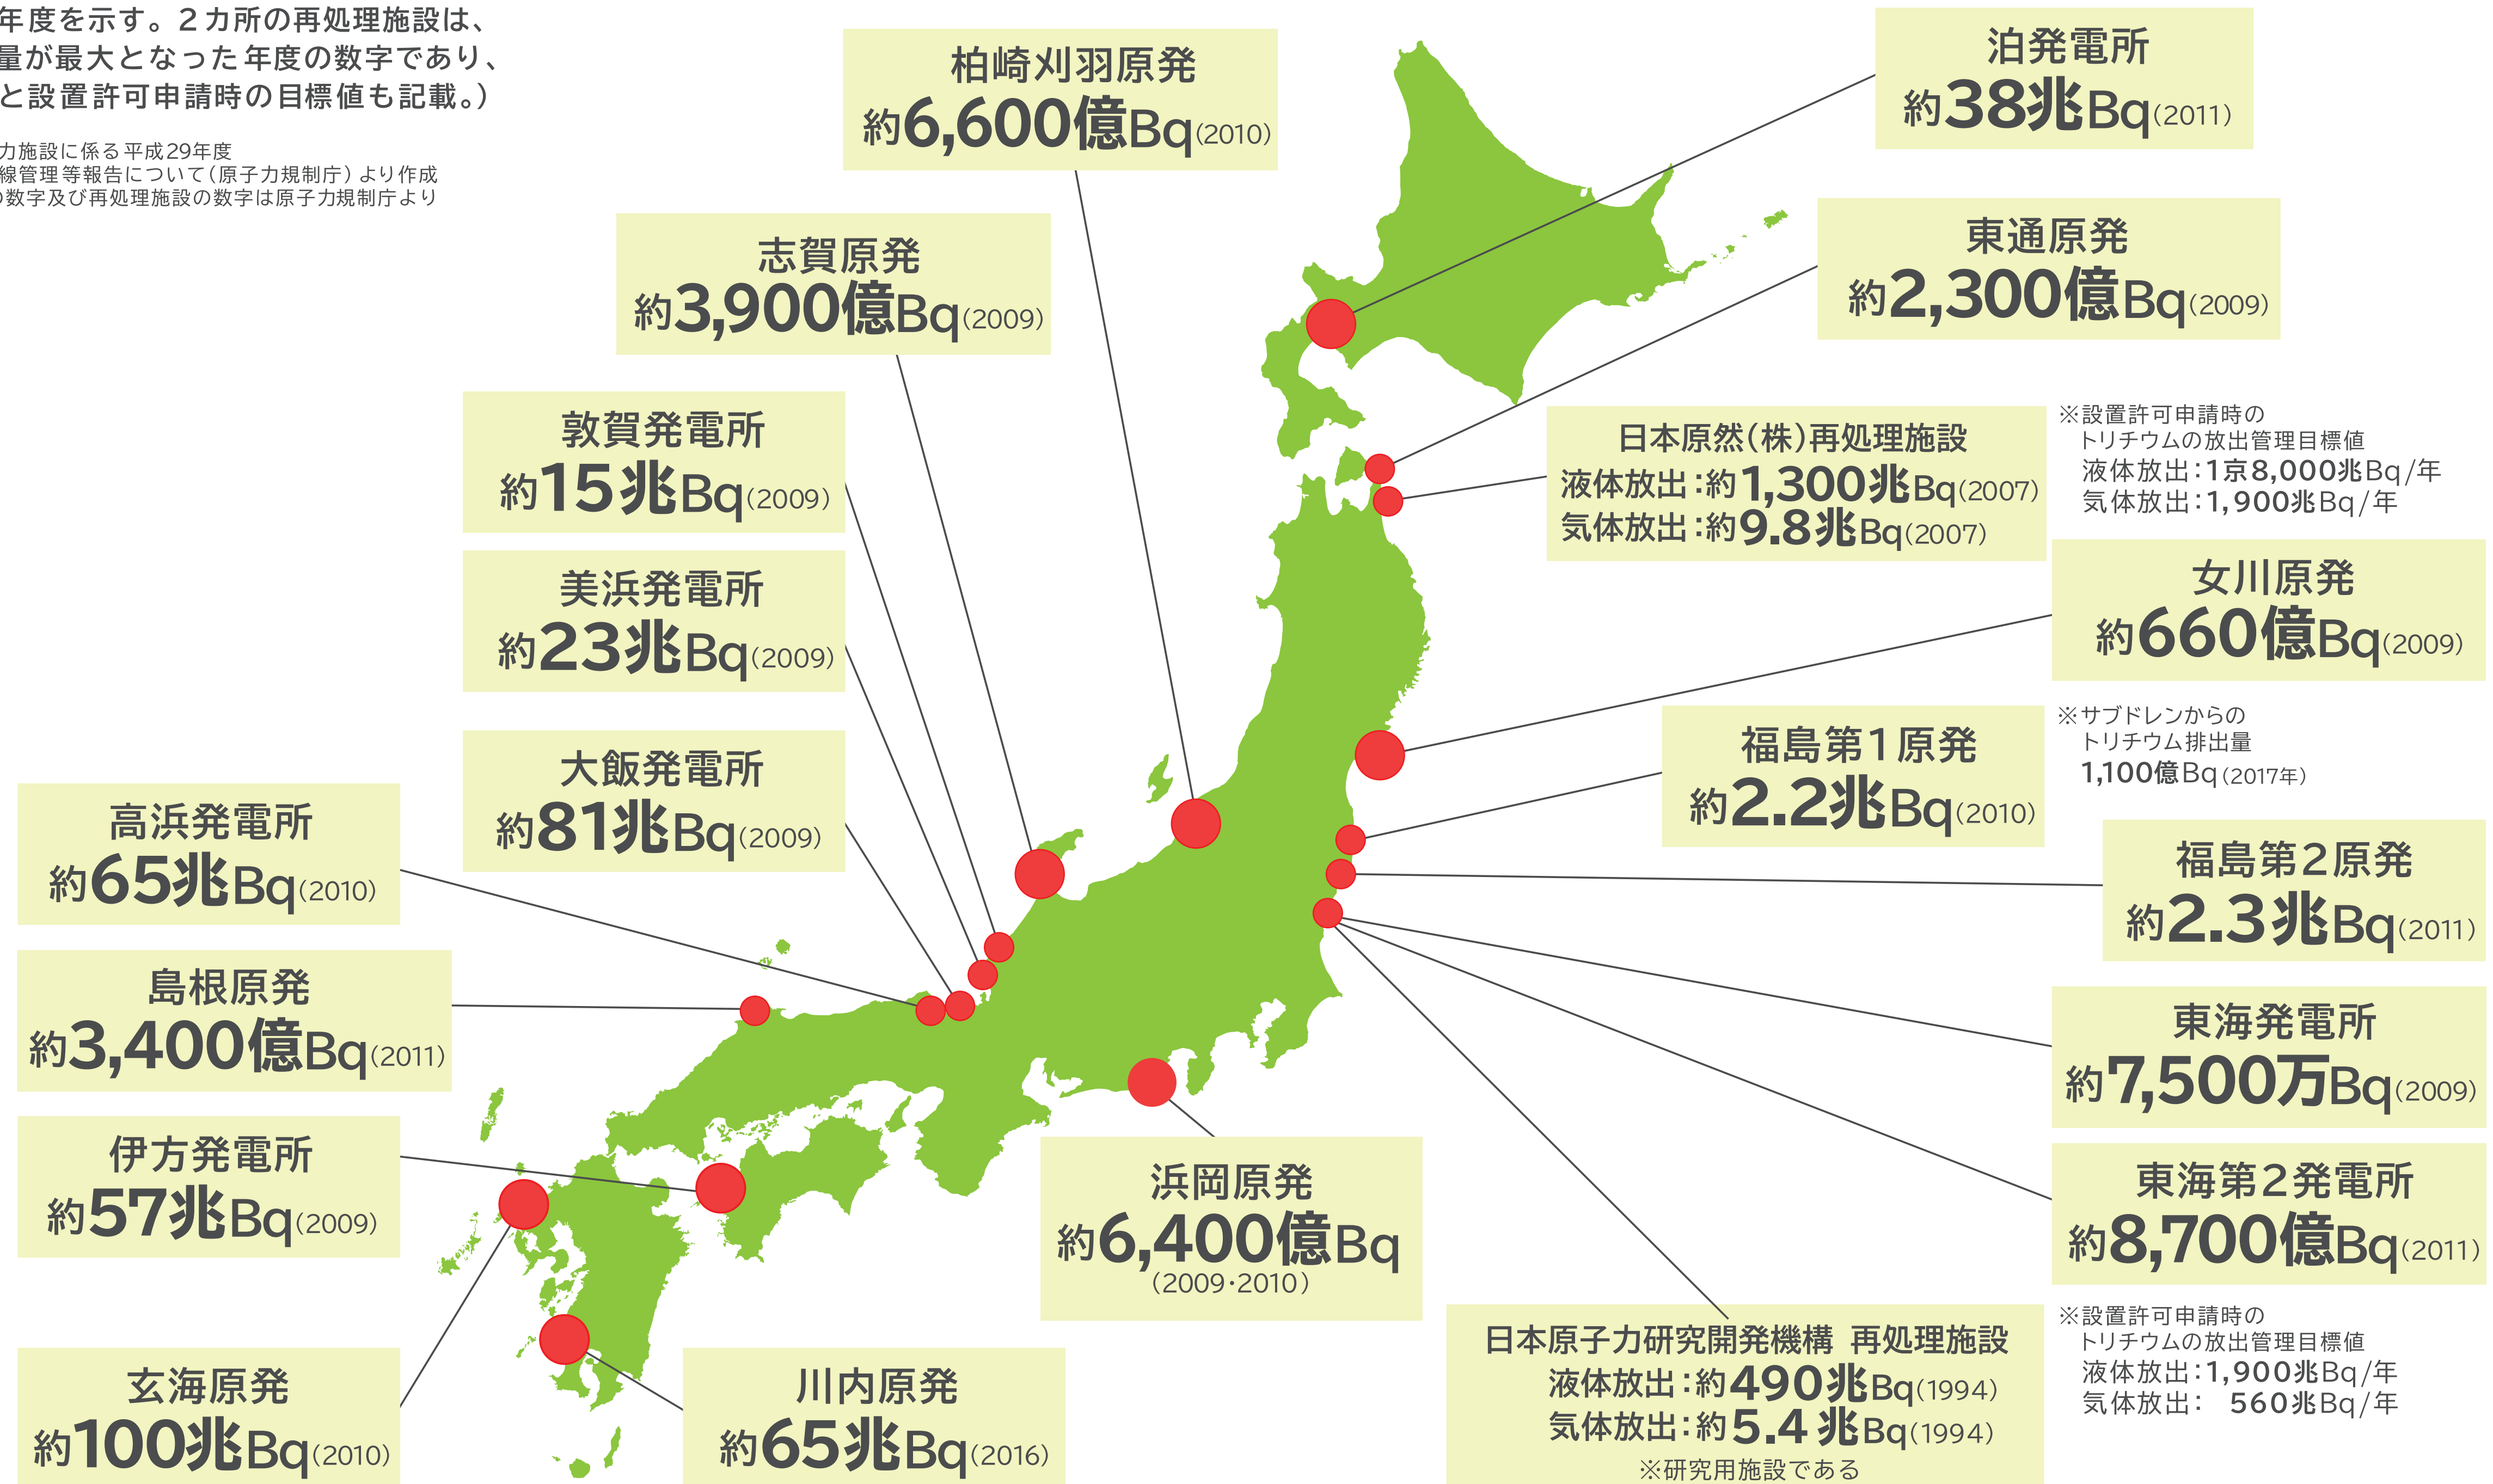 年度を示す。２カ所の再処理施設は、
量が最大となった年度の数字であり、
と設置許可申請時の目標値も記載。）
力施設に係る平成29年度
線管理等報告について（原子力規制庁）より作成
の数字及び再処理施設の数字は原子力規制庁より
柏崎刈羽原発
約6,600億Bq(2010)
泊発電所
約38兆Bq(2011)
志賀原発
約3,900億Bq(2009)
東通原発
約2,300億Bq(2009)
敦賀発電所
約15兆Bq(2009)
日本原然（株）再処理施設
液体放出：約1,300兆Bq(2007)
気体放出：約9.8兆Bq(2007)
※設置許可申請時の
トリチウムの放出管理目標値
液体放出：1京8,000兆Bq/年
気体放出：1,900兆Bq/年
美浜発電所
約23兆Bq(2009)
女川原発
約660億Bq(2009)
大飯発電所
約81兆Bq(2009)
福島第１原発
約2.2兆Bq(2010)
※サブドレンからの
トリチウム排出量
1,100億Bq（2017年）
高浜発電所
約65兆Bq(2010)
福島第２原発
約2.3兆Bq(2011)
島根原発
約3,400億Bq(2011)
東海発電所
約7,500万Bq(2009)
伊方発電所
約57兆Bq(2009)
浜岡原発
約6,400億Bq
（2009・2010）
東海第２発電所
約8,700億Bq(2011)
玄海原発
約100兆Bq(2010)
川内原発
約65兆Bq(2016)
日本原子力研究開発機構 再処理施設
液体放出：約490兆Bq(1994)
気体放出：約5.4兆Bq(1994)
※研究用施設である
※設置許可申請時の
トリチウムの放出管理目標値
液体放出：1,900兆Bq/年
気体放出： 560兆Bq/年